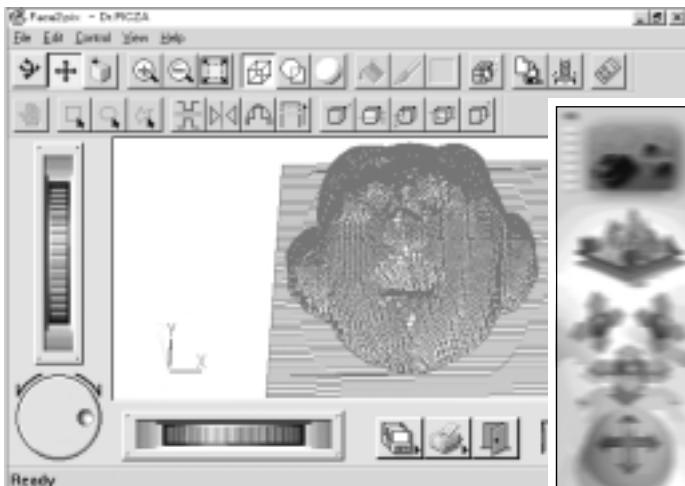 Face2.pix - Dr.PICZA
File Edit Control View Help
Y
X
Ready